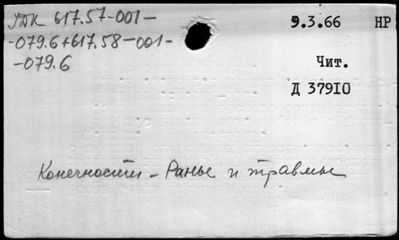 УДК 617.57-001-
-079.6+617.58-001-
-079.6
9.3.66 НР
Чит.
Д 37910
Конечности - Раны и травмы